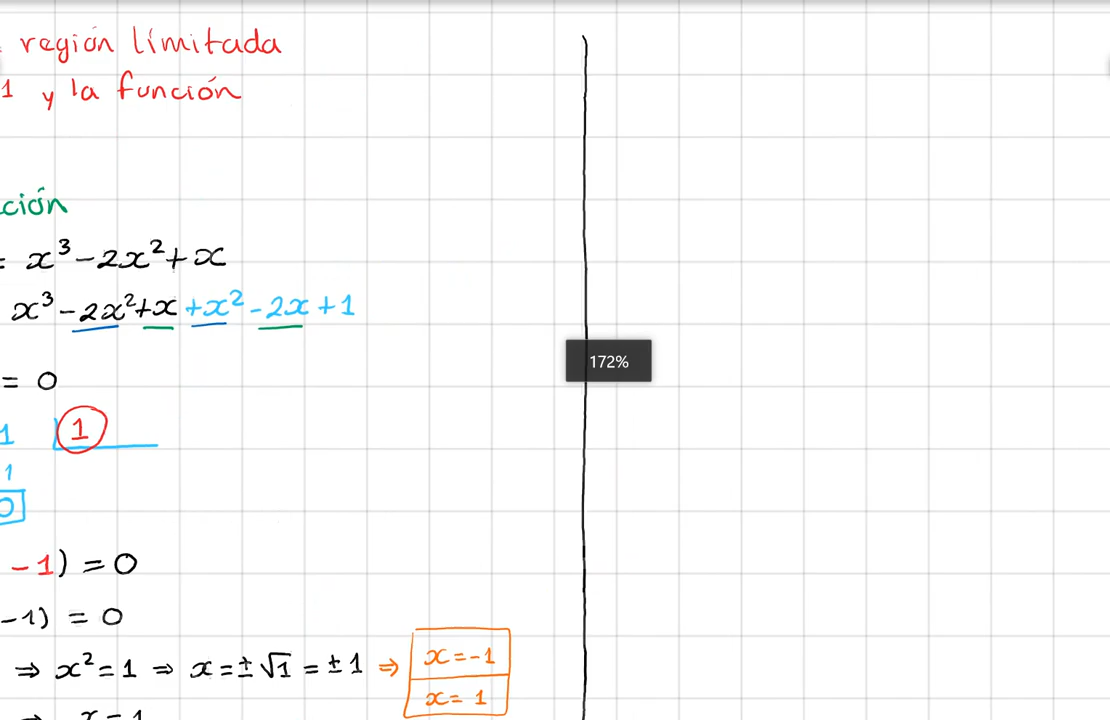 región limitada
1 y la función
ción
= x³ - 2x² + x
x³ - 2x² + x + x² - 2x + 1
= 0
1 1
172%
1
0
- 1) = 0
-1) = 0
⇒ x² = 1 ⇒ x = ± √1 = ± 1 ⇒ x = -1
x = 1
⇒ x = 1